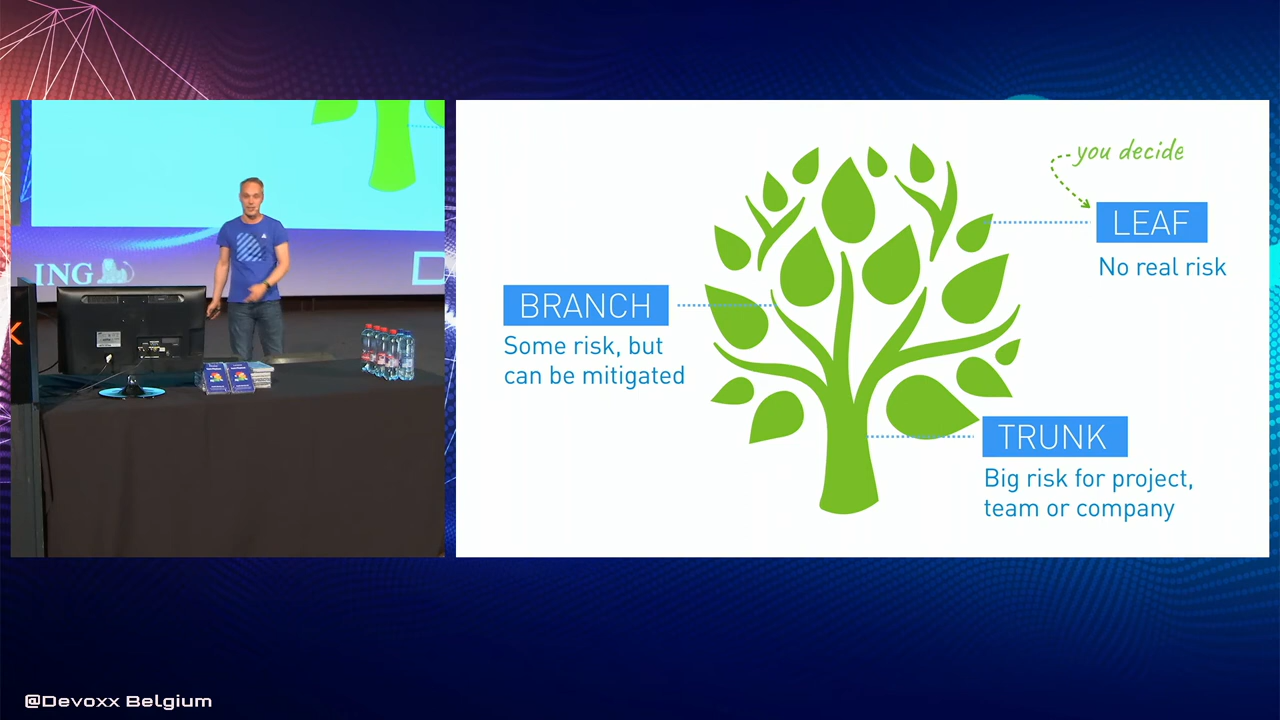 ING
you decide
LEAF
No real risk
BRANCH
Some risk, but
can be mitigated
TRUNK
Big risk for project,
team or company
@Devoxx Belgium